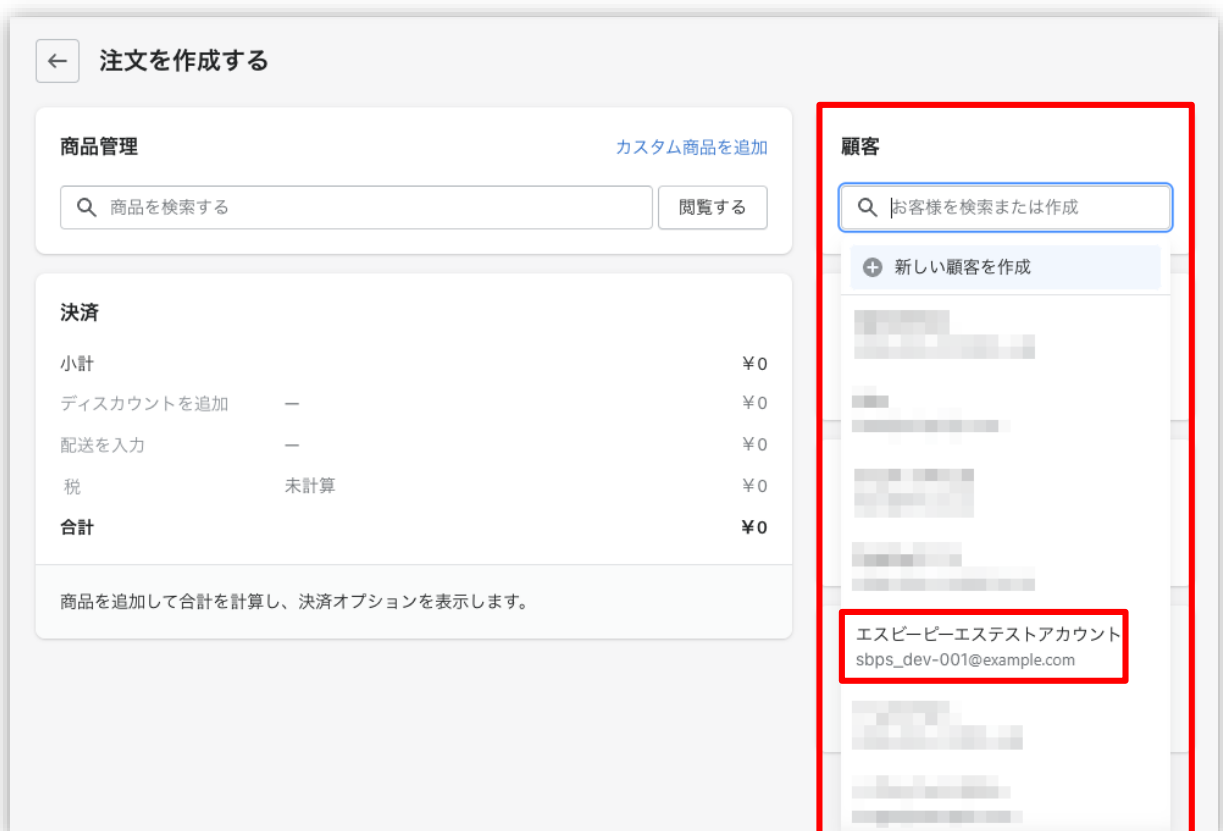 注文を作成する
商品管理
カスタム商品を追加
商品を検索する
閲覧する
決済
小計 ¥0
ディスカウントを追加 — ¥0
配送を入力 — ¥0
税 未計算 ¥0
合計 ¥0
商品を追加して合計を計算し、決済オプションを表示します。
顧客
お客様を検索または作成
新しい顧客を作成
エスビーピーエステストアカウント
sbps_dev-001@example.com